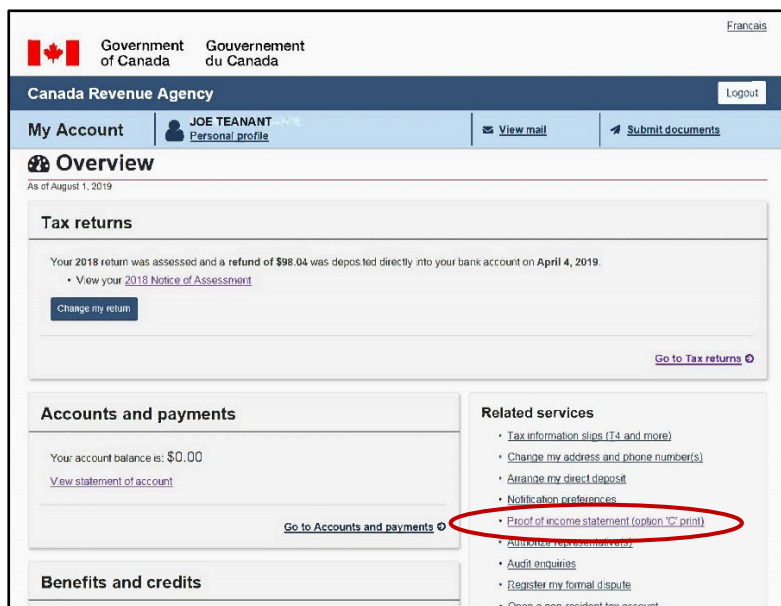 Français
Government of Canada
Gouvernement du Canada
Canada Revenue Agency
Logout
My Account
JOE TEANANT
Personal profile
View mail
Submit documents
Overview
As of August 1, 2019
Tax returns
Your 2018 return was assessed and a refund of $98.04 was deposited directly into your bank account on April 4, 2019.
• View your 2018 Notice of Assessment
Change my return
Go to Tax returns
Accounts and payments
Your account balance is: $0.00
View statement of account
Go to Accounts and payments
Benefits and credits
Related services
• Tax information slips (T4 and more)
• Change my address and phone number(s)
• Arrange my direct deposit
• Notification preferences
• Proof of income statement (option 'C' print)
• Authorize representative(s)
• Audit enquiries
• Register my formal dispute
• Open a non-resident tax account